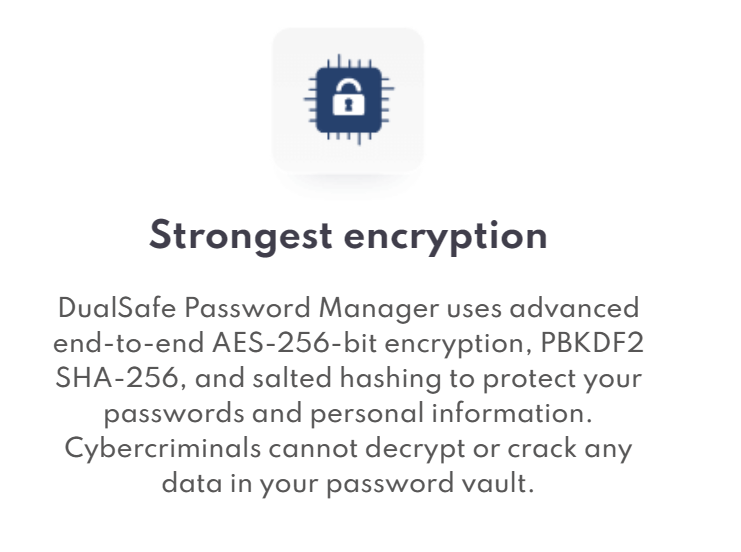 Strongest encryption
DualSafe Password Manager uses advanced
end-to-end AES-256-bit encryption, PBKDF2
SHA-256, and salted hashing to protect your
passwords and personal information.
Cybercriminals cannot decrypt or crack any
data in your password vault.